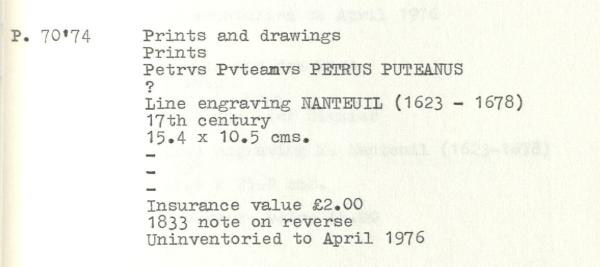 P. 70'74 Prints and drawings
Prints
Petrvs Pvteamvs PETRUS PUTEANUS
?
Line engraving NANTEUIL (1623 - 1678)
17th century
15.4 x 10.5 cms.
-
-
-
Insurance value £2.00
1833 note on reverse
Uninventoried to April 1976